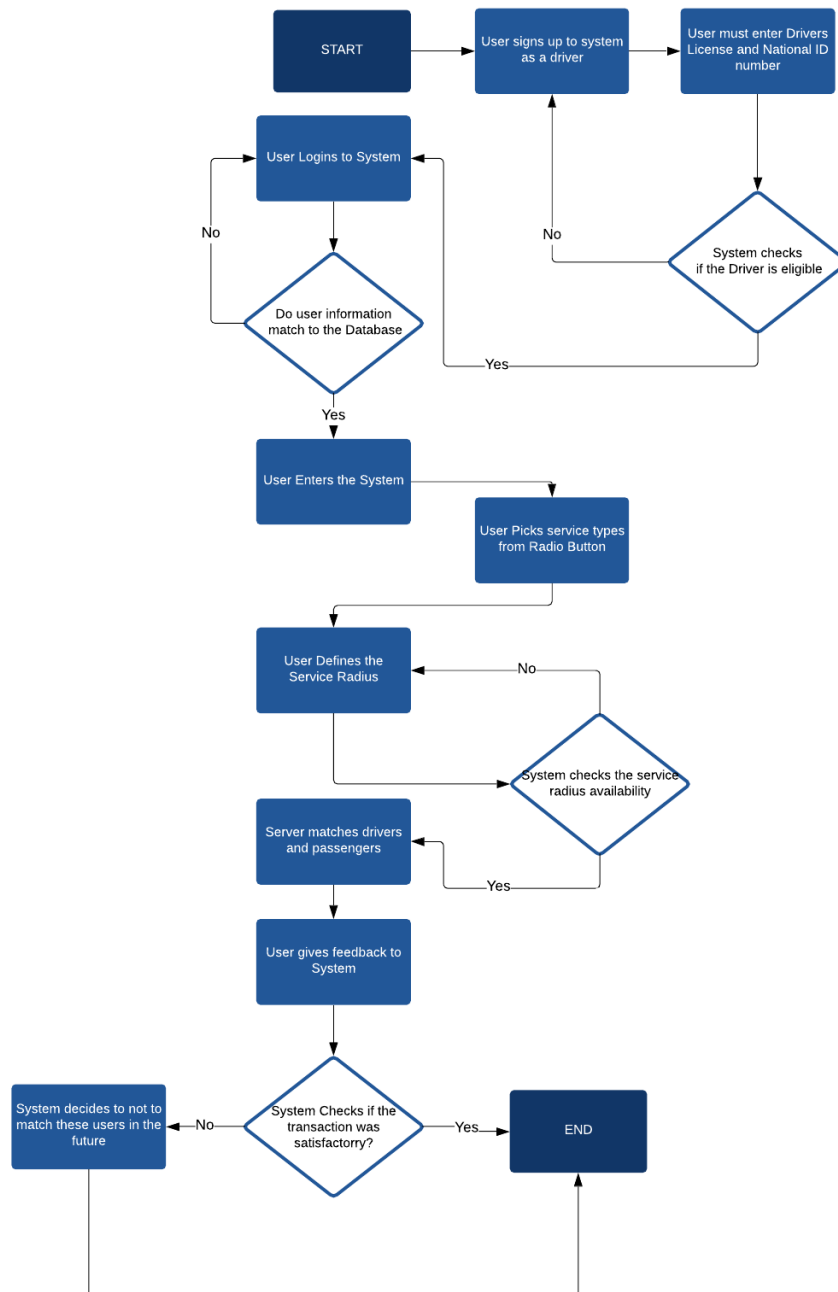 START
User signs up to system
as a driver
User must enter Drivers
License and National ID
number
User Logins to System
No
No
System checks
if the Driver is eligible
Do user information
match to the Database
Yes
Yes
User Enters the System
User Picks service types
from Radio Button
User Defines the
Service Radius
No
System checks the service
radius availability
Server matches drivers
and passengers
Yes
User gives feedback to
System
System decides to not to
match these users in the
future
No
System Checks if the
transaction was
satisfactorry?
Yes
END